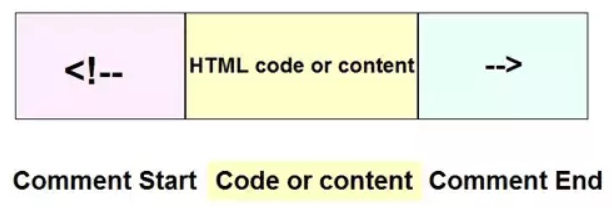 <!-- HTML code or content -->
Comment Start Code or content Comment End